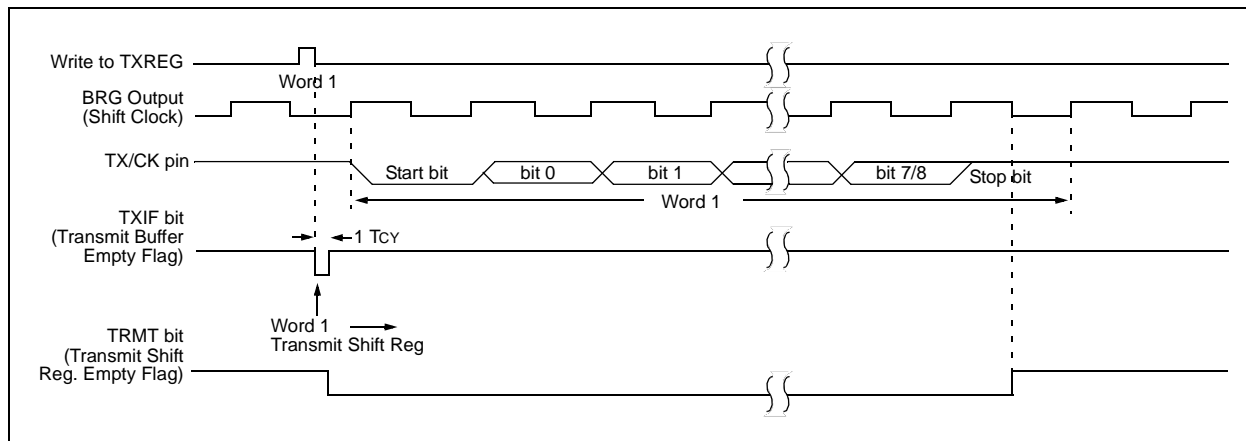 Write to TXREG
Word 1
BRG Output
(Shift Clock)
TX/CK pin
Start bit
bit 0
bit 1
bit 7/8
Stop bit
Word 1
TXIF bit
(Transmit Buffer
Empty Flag)
1 TCY
Word 1
Transmit Shift Reg
TRMT bit
(Transmit Shift
Reg. Empty Flag)